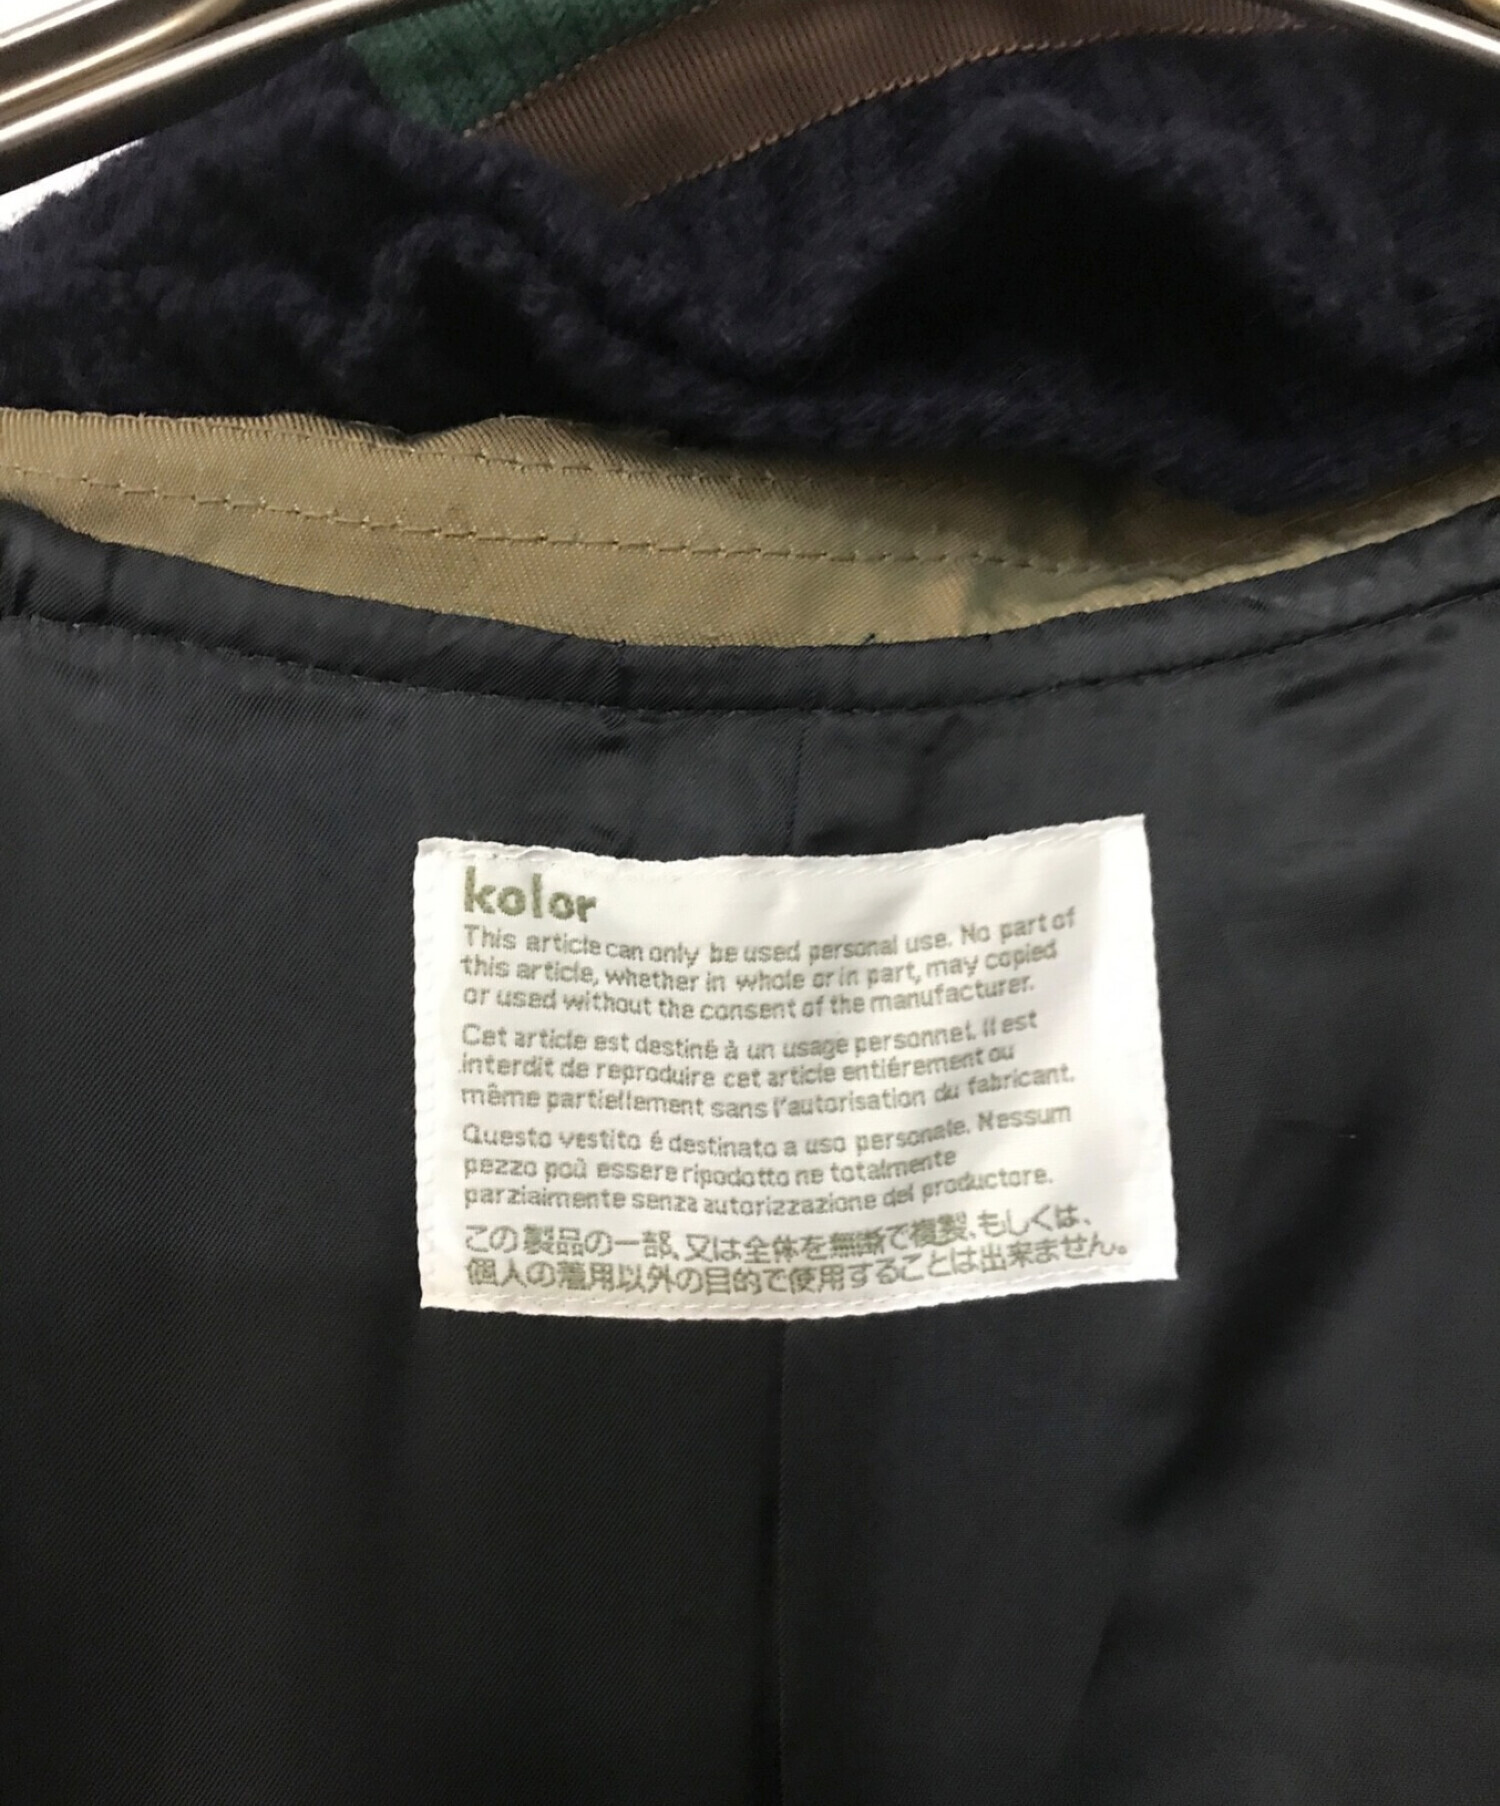 kolor
This article can only be used personal use. No part of
this article, whether in whole or in part, may copied
or used without the consent of the manufacturer.
Cet article est destiné à un usage personnel. Il est
interdit de reproduire cet article entiérement ou
même partiellement sans l'autorisation du fabricant.
Questo vestito é destinato a uso personale. Nessum
pezzo poù essere ripodotto ne totalmente
parzialmente senza autorizzazione del productore.
この製品の一部、又は全体を無断で複製、もしくは、
個人の着用以外の目的で使用することは出来ません。